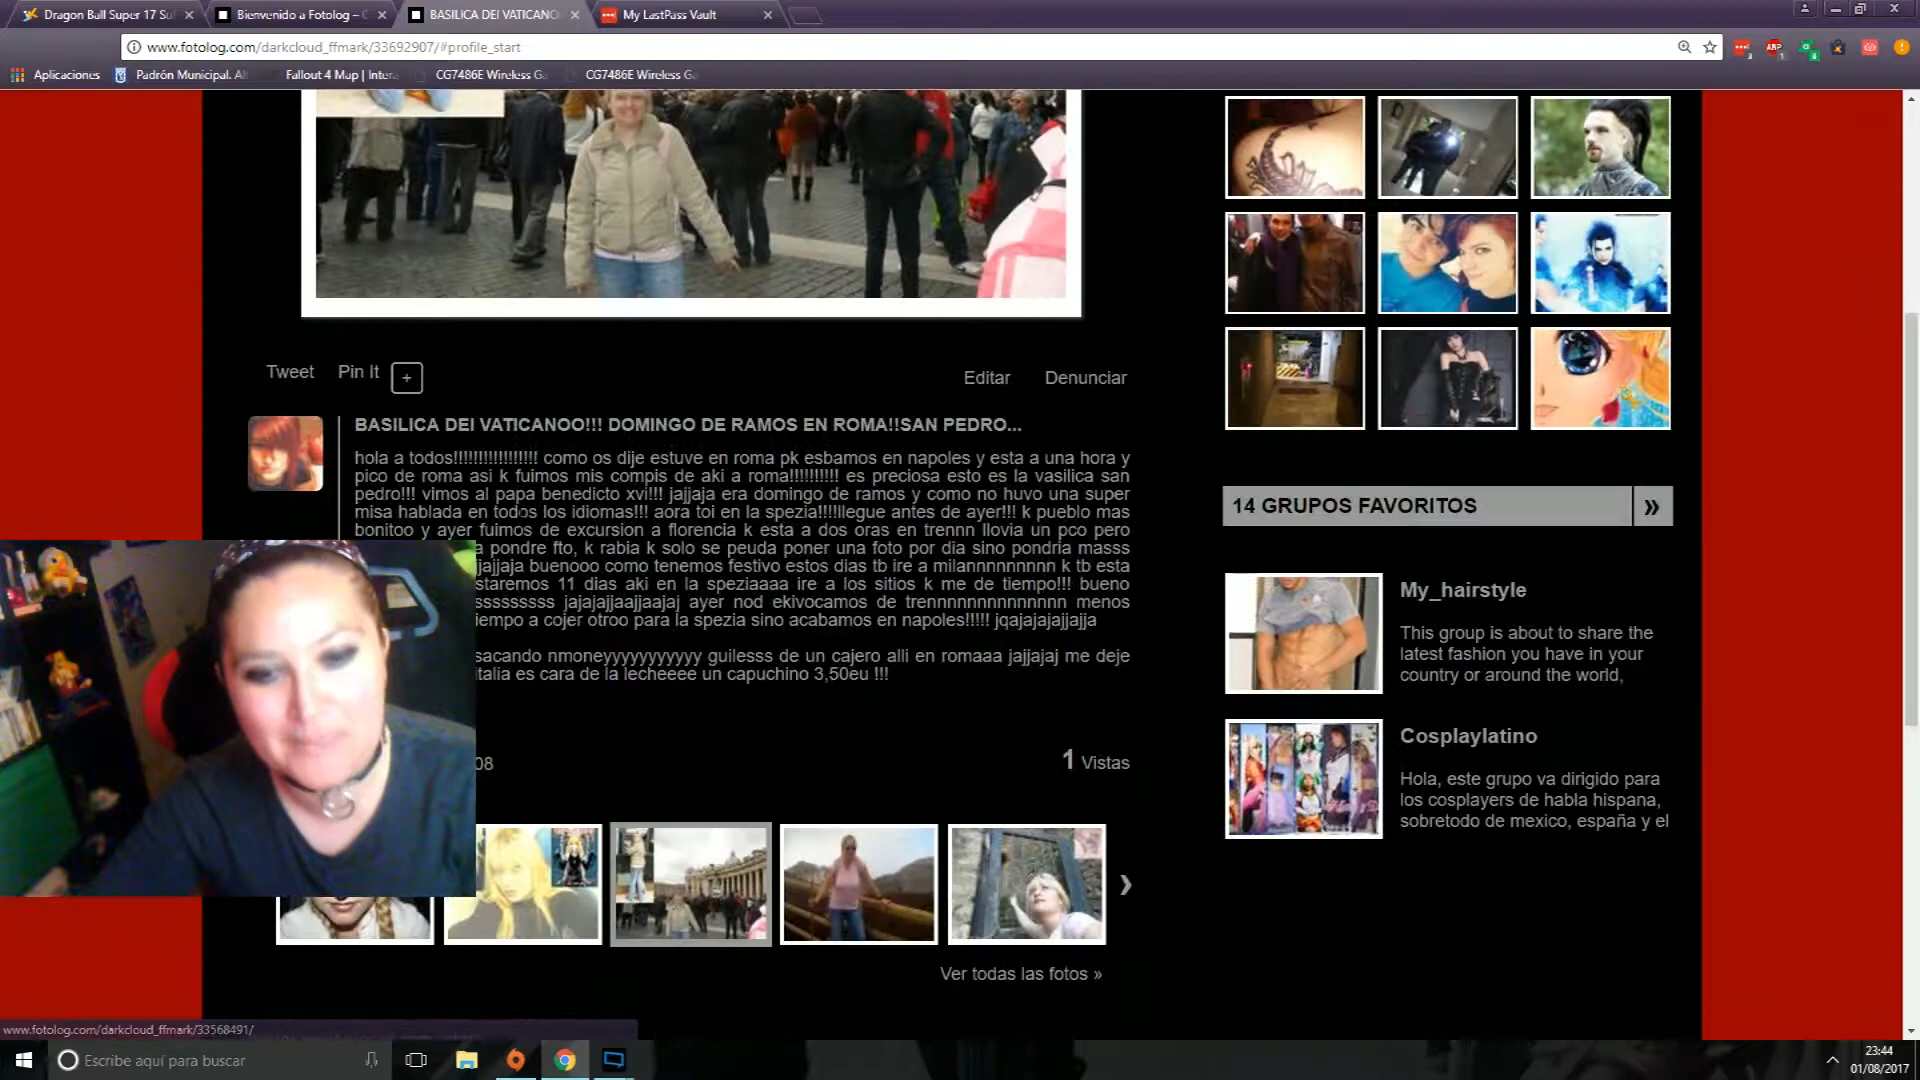 Dragon Ball Super 17 Su
Bienvenido a Fotolog –
BASILICA DEI VATICANO
My LastPass Vault
www.fotolog.com/darkcloud_ffmark/33692907/#profile_start
Aplicaciones
Padrón Municipal. A
Fallout 4 Map | Intera
CG7486E Wireless Ga
CG7486E Wireless Ga
Tweet
Pin It
+
Editar
Denunciar
BASILICA DEI VATICANOO!!! DOMINGO DE RAMOS EN ROMA!!SAN PEDRO...
hola a todos!!!!!!!!!!!!!!!!! como os dije estuve en roma pk esbamos en napoles y esta a una hora y
pico de roma asi k fuimos mis compis de aki a roma!!!!!!!!!! es preciosa esto es la vasilica san
pedro!!! vimos al papa benedicto xvi!!! jajjaja era domingo de ramos y como no huvo una super
misa hablada en todos los idiomas!!! aora toi en la spezia!!!!llegue antes de ayer!!! k pueblo mas
bonitoo y ayer fuimos de excursion a florencia k esta a dos oras en trennn llovia un pco pero
a pondre fto, k rabia k solo se peuda poner una foto por dia sino pondria masss
jjajjaja buenooo como tenemos festivo estos dias tb ire a milannnnnnnnn k tb esta
staremos 11 dias aki en la speziaaaa ire a los sitios k me de tiempo!!! bueno
sssssssss jajajajjaajjaajaj ayer nod ekivocamos de trennnnnnnnnnnnnn menos
iempo a cojer otroo para la spezia sino acabamos en napoles!!!!! jqajajajajjajja
sacando nmoneyyyyyyyyyyy guilesss de un cajero alli en romaaa jajjajaj me deje
italia es cara de la lecheeee un capuchino 3,50eu !!!
08
1 Vistas
Ver todas las fotos »
14 GRUPOS FAVORITOS
»
My_hairstyle
This group is about to share the
latest fashion you have in your
country or around the world,
Cosplaylatino
Hola, este grupo va dirigido para
los cosplayers de habla hispana,
sobretodo de mexico, españa y el
www.fotolog.com/darkcloud_ffmark/33568491/
Escribe aquí para buscar
23:44
01/08/2017